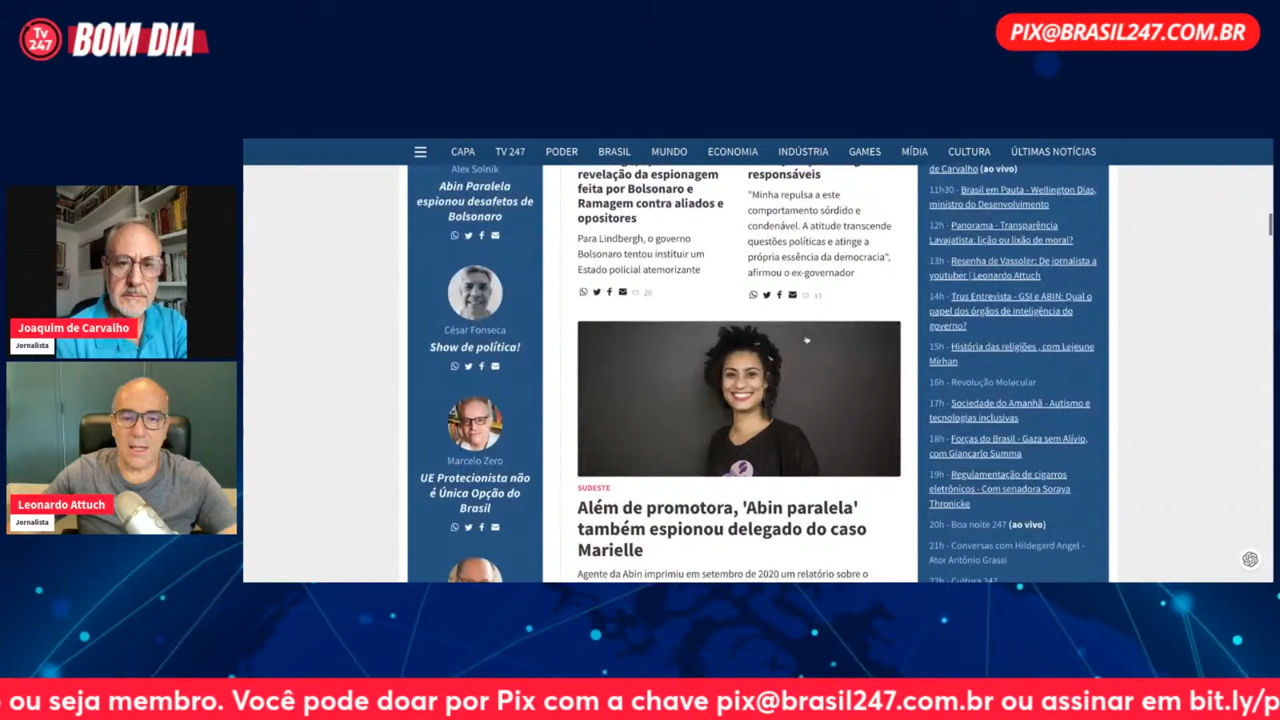 Tv 247
BOM DIA
PIX@BRASIL247.COM.BR
CAPA TV 247 PODER BRASIL MUNDO ECONOMIA INDÚSTRIA GAMES MÍDIA CULTURA ÚLTIMAS NOTÍCIAS
Alex Solnik
Abin Paralela
espionou desafetos de
Bolsonaro
César Fonseca
Show de política!
Marcelo Zero
UE Protecionista não
é Única Opção do
Brasil
revelação da espionagem
feita por Bolsonaro e
Ramagem contra aliados e
opositores
Para Lindbergh, o governo
Bolsonaro tentou instituir um
Estado policial atemorizante
20
responsáveis
"Minha repulsa a este
comportamento sórdido e
condenável. A atitude transcende
questões políticas e atinge a
própria essência da democracia",
afirmou o ex-governador
17
SUDESTE
Além de promotora, 'Abin paralela'
também espionou delegado do caso
Marielle
Agente da Abin imprimiu em setembro de 2020 um relatório sobre o
de Carvalho (ao vivo)
11h30 - Brasil em Pauta - Wellington Dias,
ministro do Desenvolvimento
12h - Panorama - Transparência
Lavajatista: lição ou lixão de moral?
13h - Resenha de Vassoler: De jornalista a
youtuber | Leonardo Attuch
14h - Trus Entrevista - GSI e ABIN: Qual o
papel dos órgãos de inteligência do
governo?
15h - História das religiões , com Lejeune
Mirhan
16h - Revolução Molecular
17h - Sociedade do Amanhã - Autismo e
tecnologias inclusivas
18h - Forças do Brasil - Gaza sem Alívio,
com Giancarlo Summa
19h - Regulamentação de cigarros
eletrônicos - Com senadora Soraya
Thronicke
20h - Boa noite 247 (ao vivo)
21h - Conversas com Hildegard Angel -
Ator Antônio Grassi
22h - Cultura 247
Joaquim de Carvalho
Jornalista
Leonardo Attuch
Jornalista
ou seja membro. Você pode doar por Pix com a chave pix@brasil247.com.br ou assinar em bit.ly/p